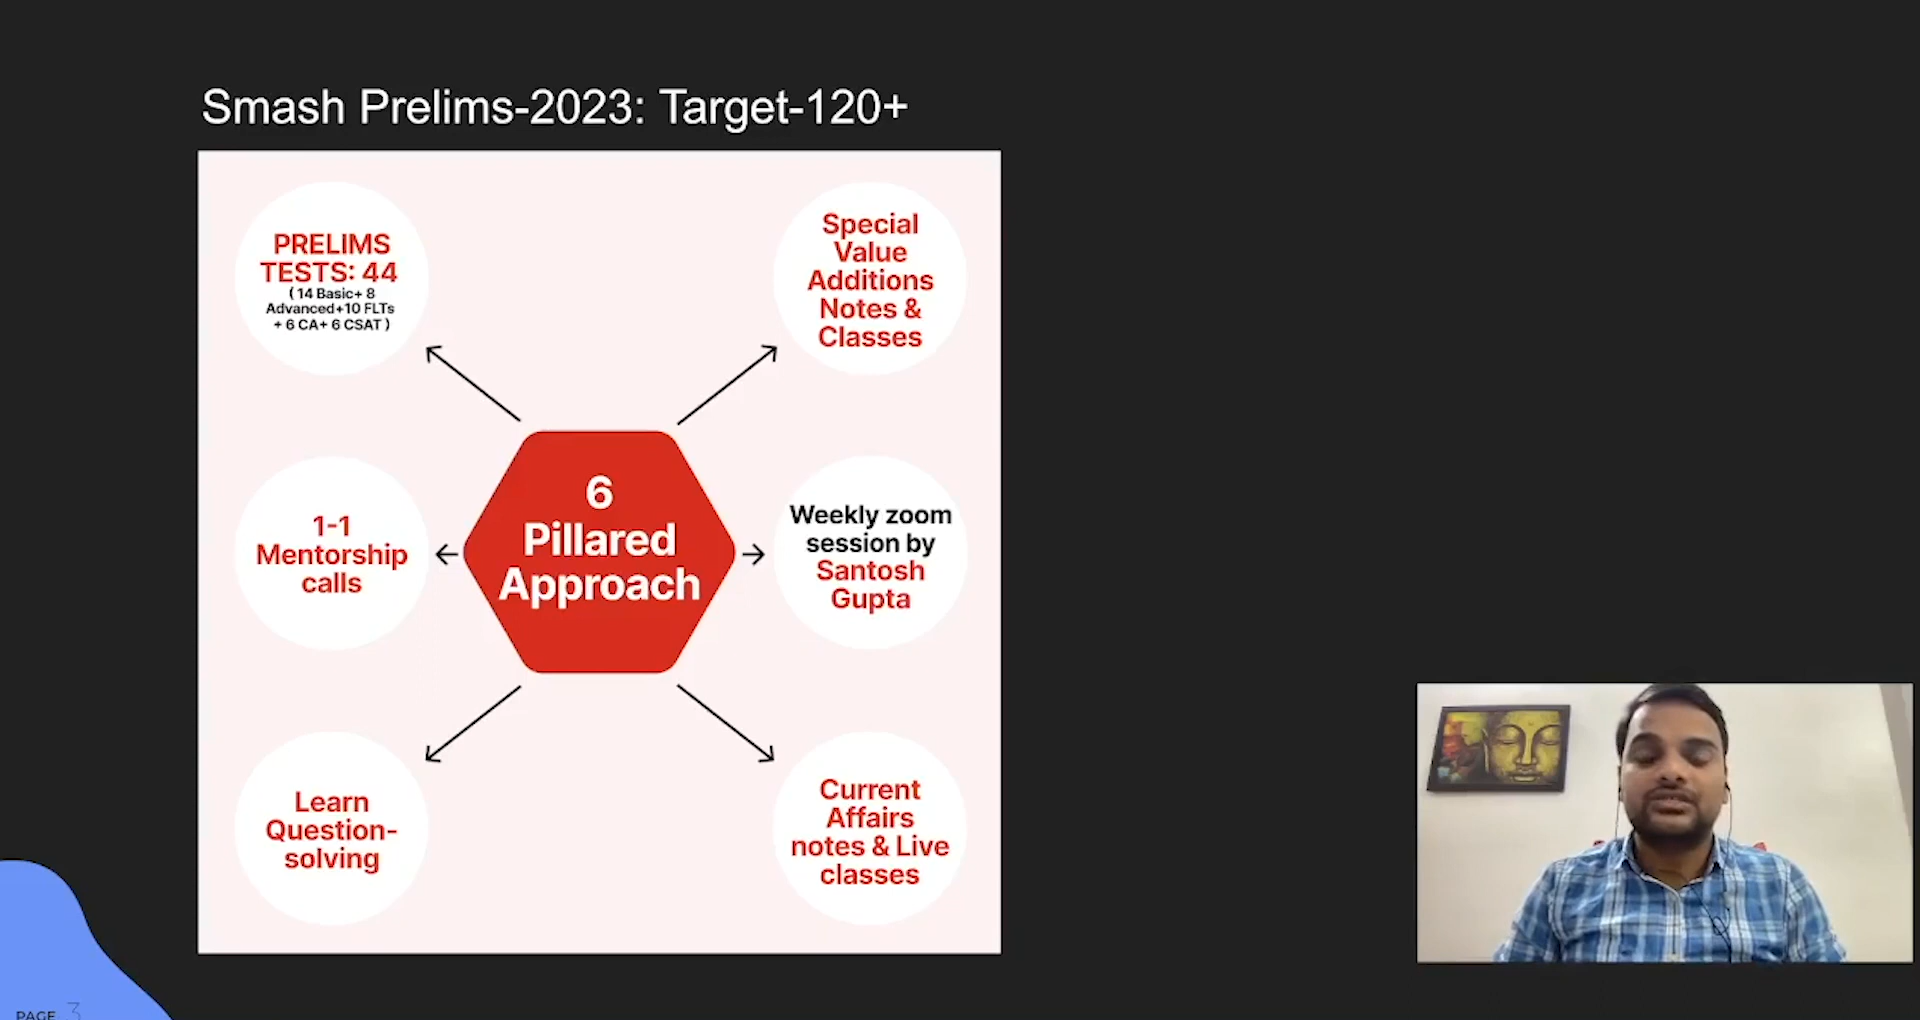 Smash Prelims-2023: Target-120+
PRELIMS
TESTS: 44
( 14 Basic+ 8
Advanced+10 FLTs
+ 6 CA+ 6 CSAT )
Special
Value
Additions
Notes &
Classes
6
Pillared
Approach
1-1
Mentorship
calls
Weekly zoom
session by
Santosh
Gupta
Learn
Question-
solving
Current
Affairs
notes & Live
classes
PAGE 3